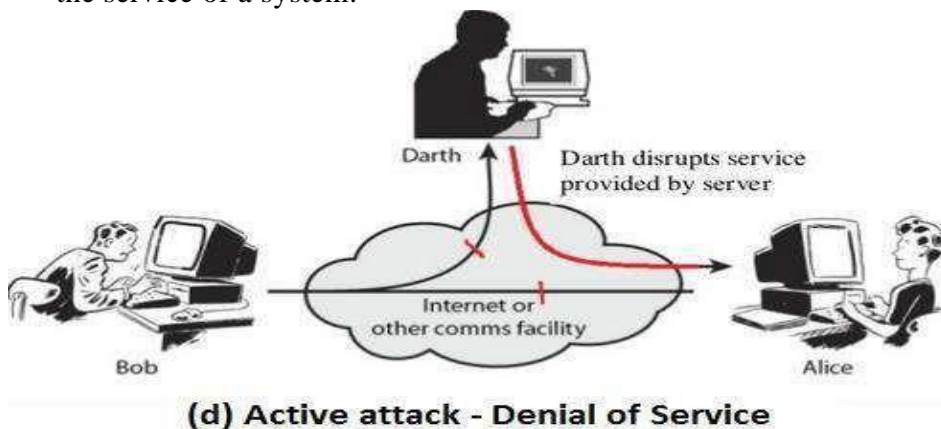 the service of a system.
Darth
Darth disrupts service
provided by server
Internet or
other comms facility
Bob
Alice
(d) Active attack - Denial of Service